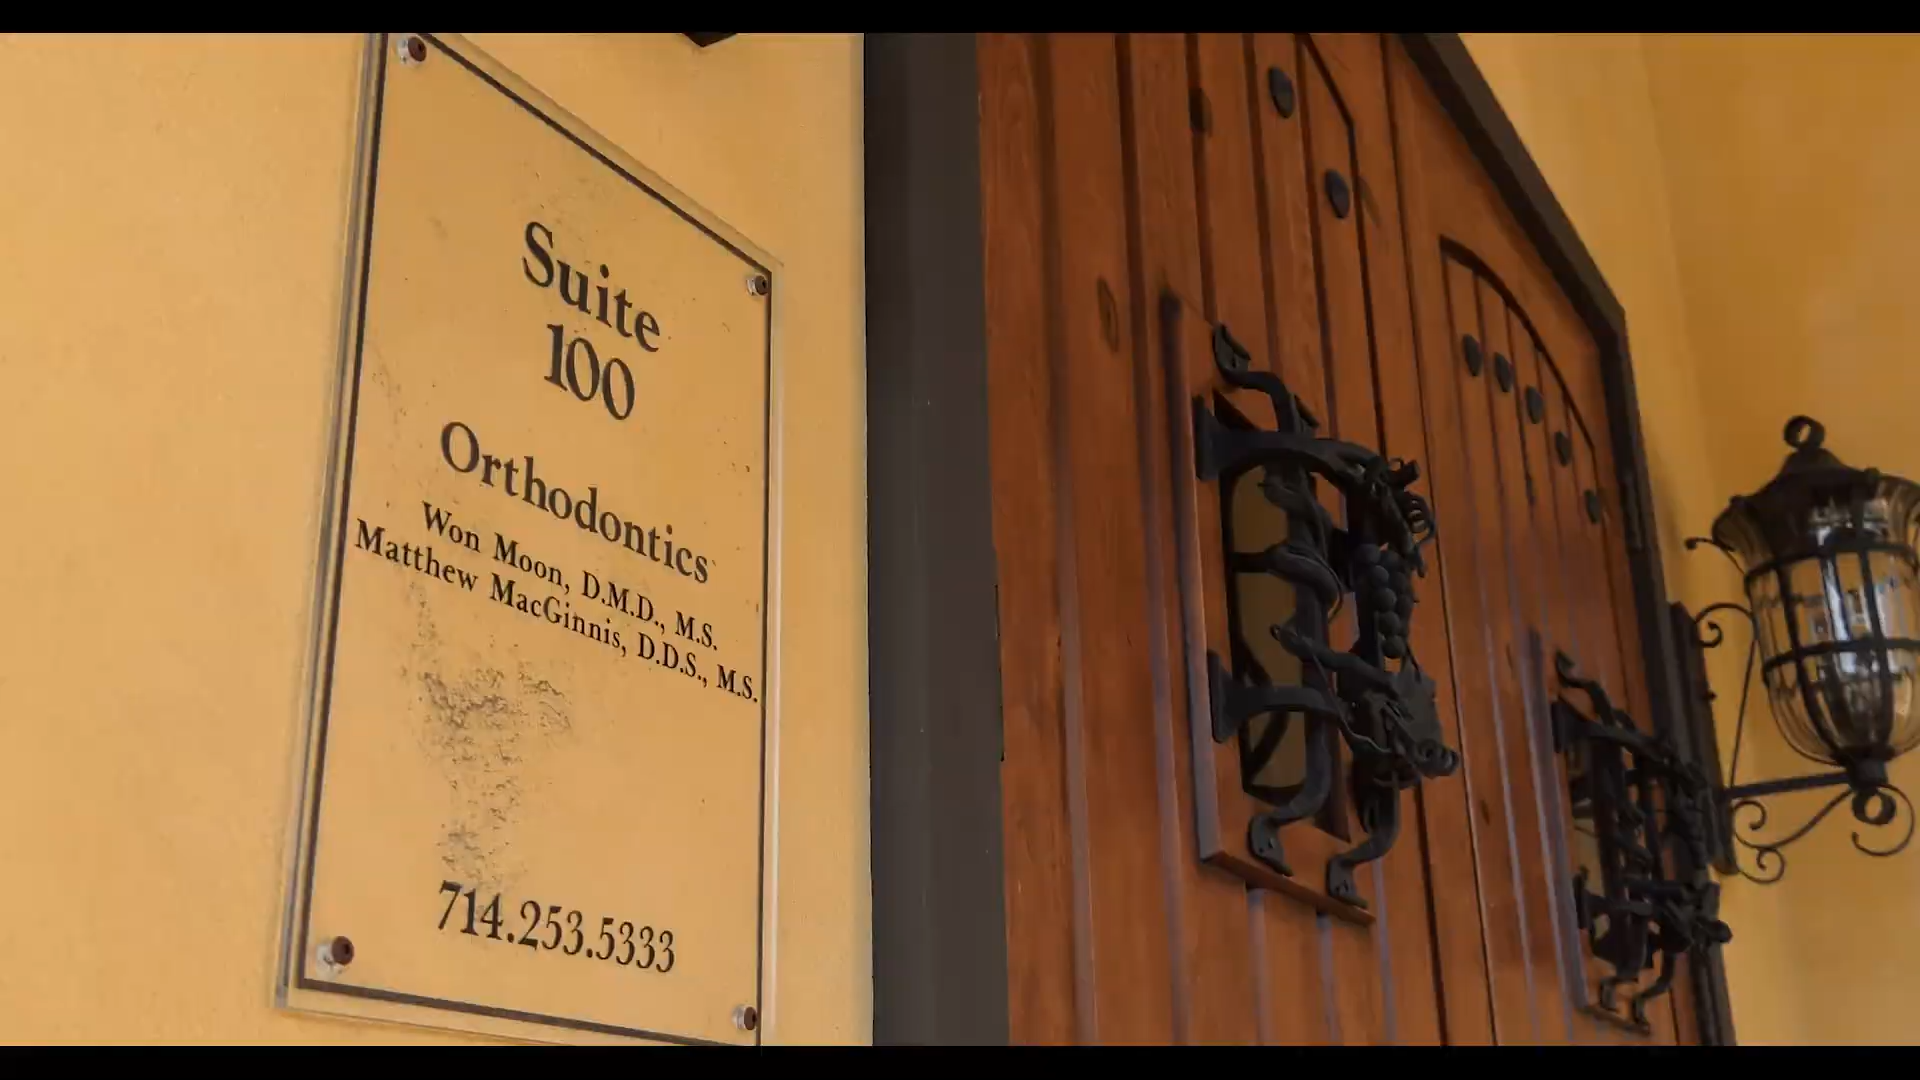 Suite
100
Orthodontics
Won Moon, D.M.D., M.S.
Matthew MacGinnis, D.D.S., M.S.
714.253.5333